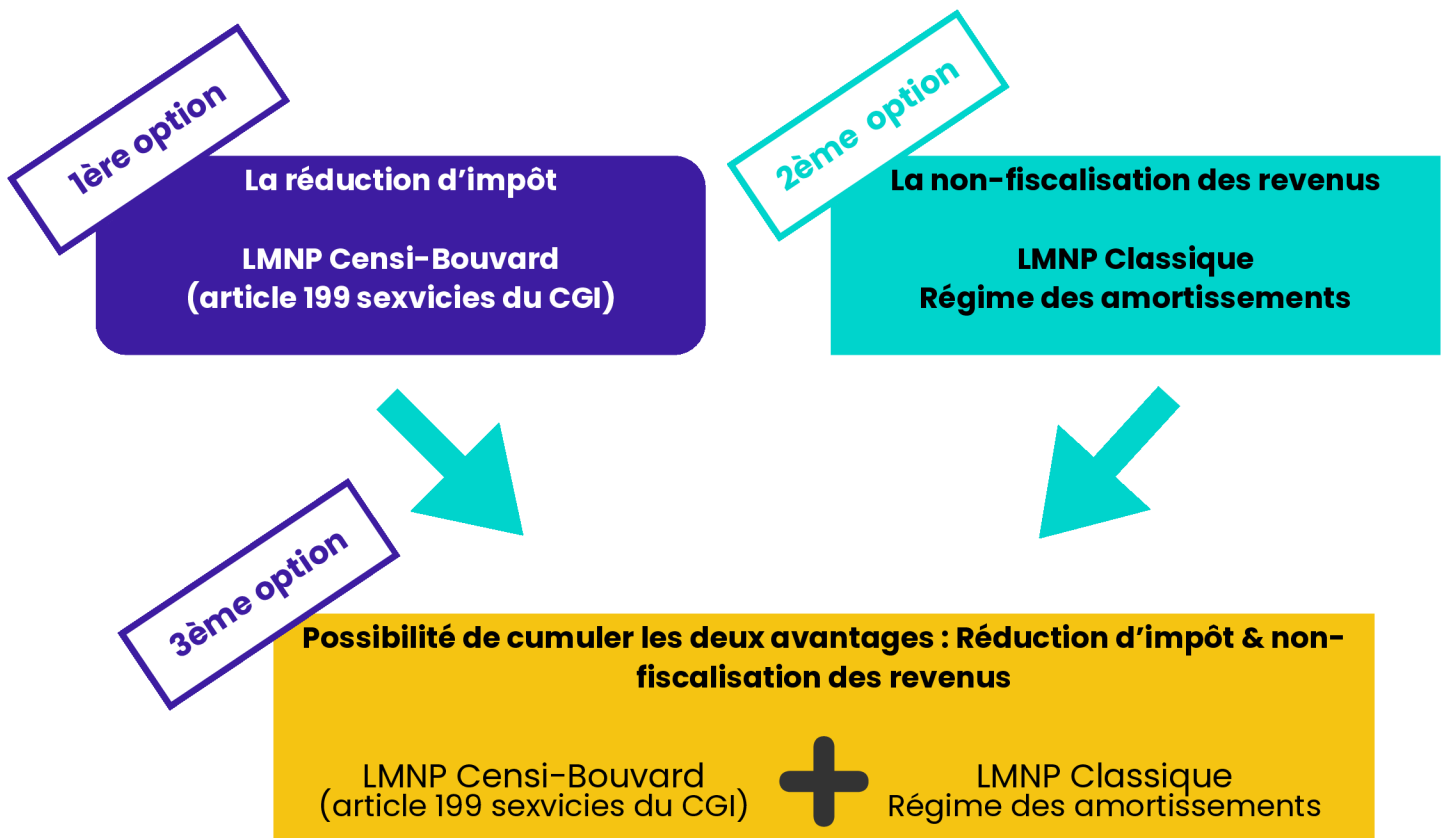 1ère option
La réduction d’impôt
LMNP Censi-Bouvard
(article 199 sexvicies du CGI)
2ème option
La non-fiscalisation des revenus
LMNP Classique
Régime des amortissements
3ème option
Possibilité de cumuler les deux avantages : Réduction d’impôt & non-
fiscalisation des revenus
LMNP Censi-Bouvard
(article 199 sexvicies du CGI)
LMNP Classique
Régime des amortissements